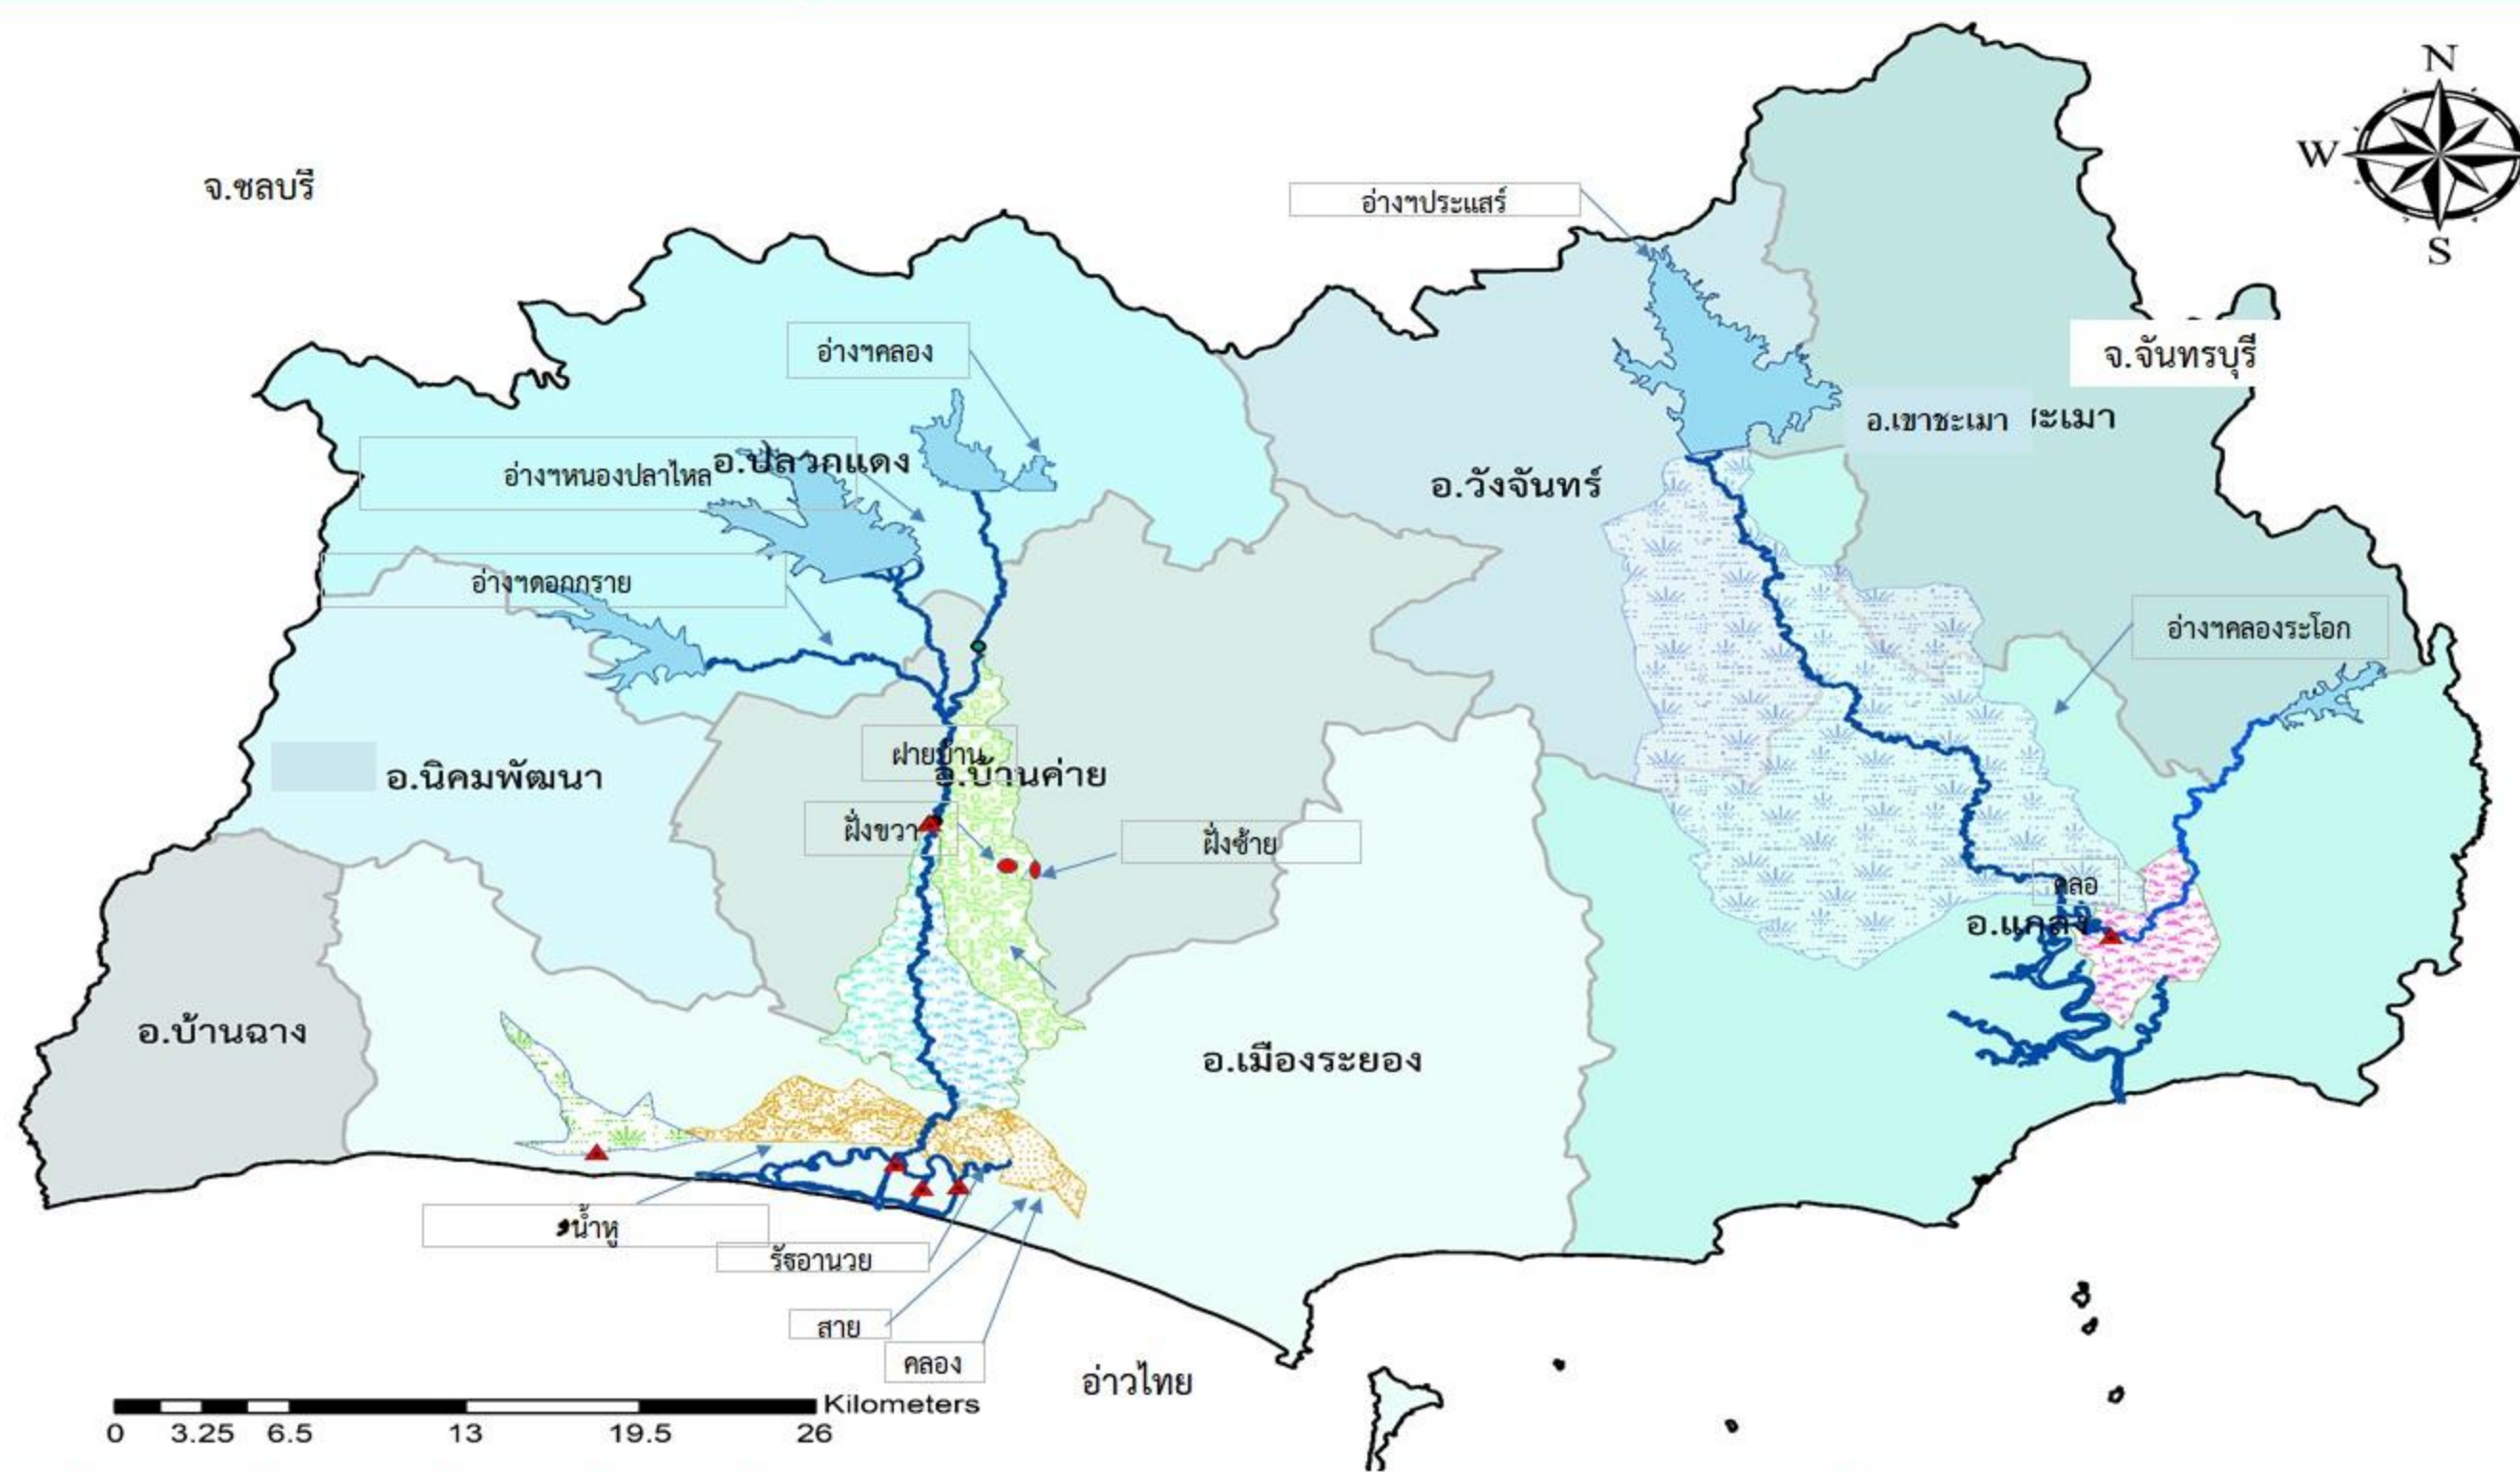 N
จ.ชลบุรี
W
อ่างฯประแสร์
S
อ่างฯคลอง
จ.จันทรบุรี
อ.เขาชะเมา
ชะเมา
อ่างฯหนองปลาไหล
อ.ปลวกแดง
อ.วังจันทร์
อ่างฯดอกกราย
อ่างฯคลองระโอก
ฝายบ้าน
อ.บ้านค่าย
อ.นิคมพัฒนา
ฝั่งขวา
ฝั่งซ้าย
คลอ
อ.แกลง
อ.บ้านฉาง
อ.เมืองระยอง
น้ำหู
รัฐอานวย
สาย
คลอง
อ่าวไทย
Kilometers
0 3.25 6.5 13 19.5 26